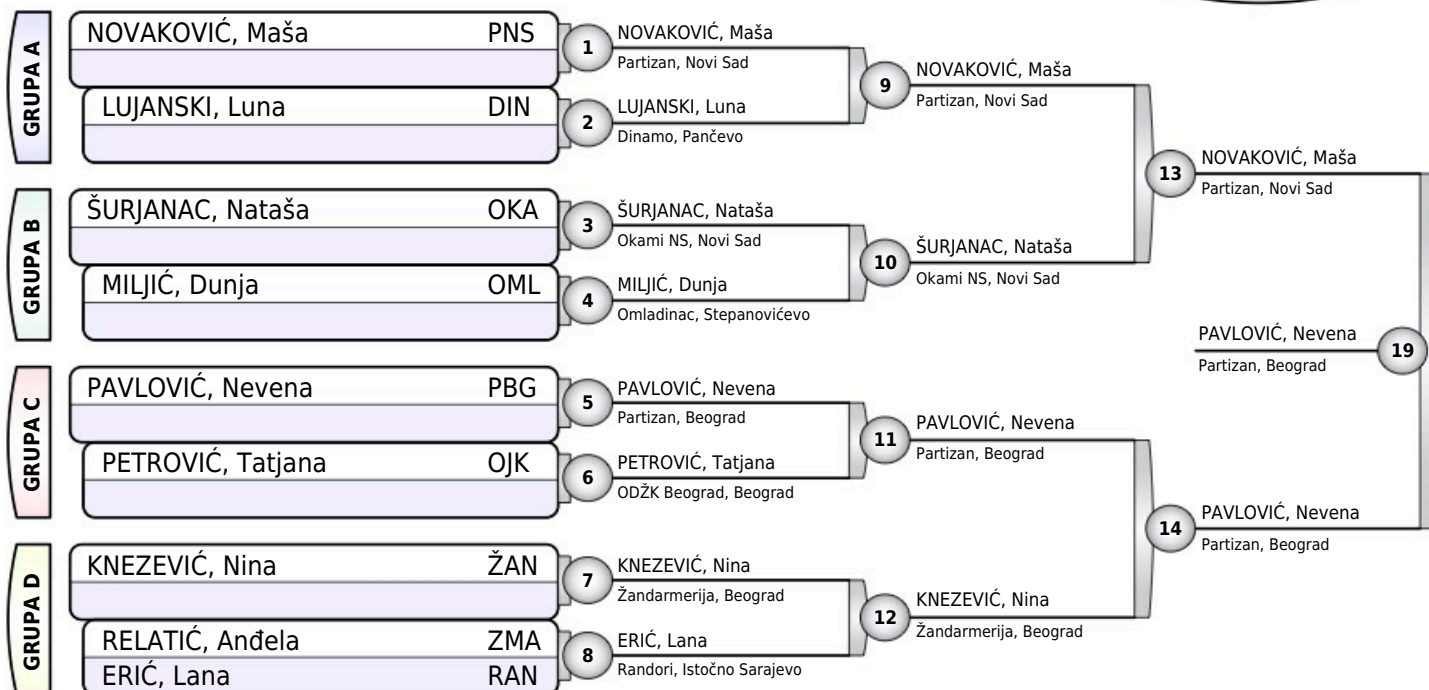 GRUPA A
NOVAKOVIĆ, Maša PNS
LUJANSKI, Luna DIN
1
NOVAKOVIĆ, Maša
Partizan, Novi Sad
2
LUJANSKI, Luna
Dinamo, Pančevo
9
NOVAKOVIĆ, Maša
Partizan, Novi Sad
GRUPA B
ŠURJANAC, Nataša OKA
MILJIĆ, Dunja OML
3
ŠURJANAC, Nataša
Okami NS, Novi Sad
4
MILJIĆ, Dunja
Omladinac, Stepanovićevo
10
ŠURJANAC, Nataša
Okami NS, Novi Sad
13
NOVAKOVIĆ, Maša
Partizan, Novi Sad
GRUPA C
PAVLOVIĆ, Nevena PBG
PETROVIĆ, Tatjana OJK
5
PAVLOVIĆ, Nevena
Partizan, Beograd
6
PETROVIĆ, Tatjana
ODŽK Beograd, Beograd
11
PAVLOVIĆ, Nevena
Partizan, Beograd
GRUPA D
KNEZEVIĆ, Nina ŽAN
RELATIĆ, Anđela ZMA
ERIĆ, Lana RAN
7
KNEZEVIĆ, Nina
Žandarmerija, Beograd
8
ERIĆ, Lana
Randori, Istočno Sarajevo
12
KNEZEVIĆ, Nina
Žandarmerija, Beograd
14
PAVLOVIĆ, Nevena
Partizan, Beograd
PAVLOVIĆ, Nevena
Partizan, Beograd
19